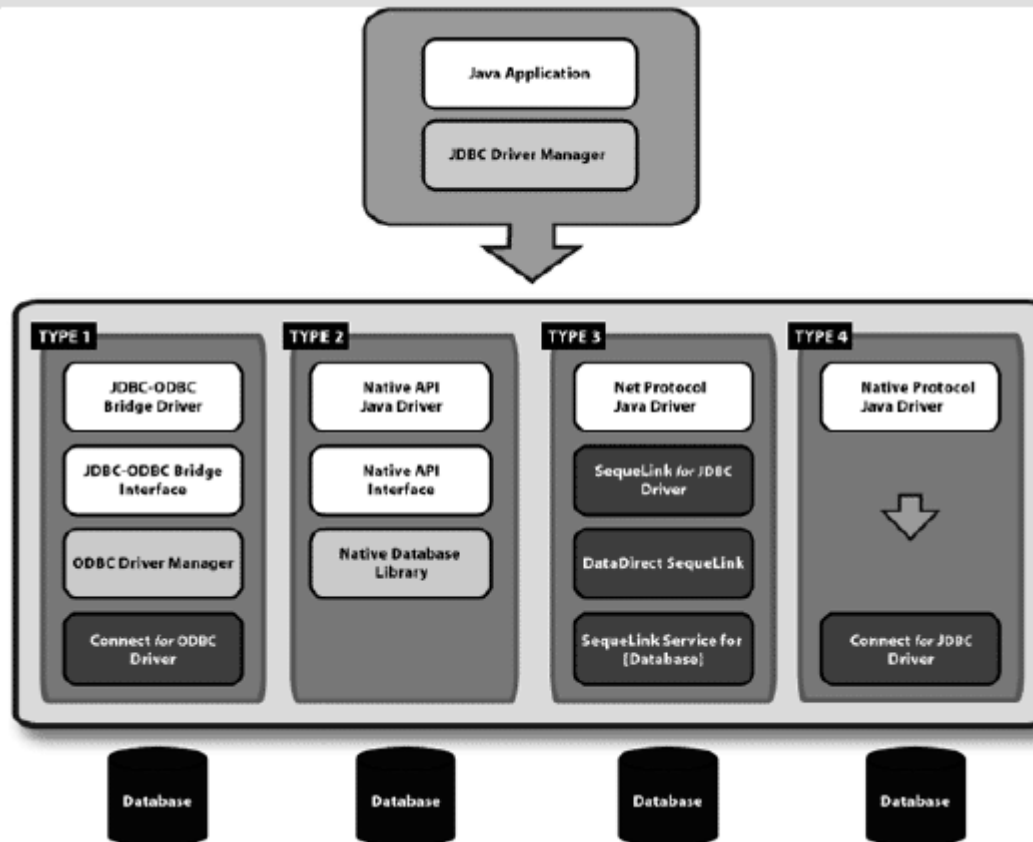 Java Application
JDBC Driver Manager
TYPE 1
JDBC-ODBC
Bridge Driver
JDBC-ODBC Bridge
Interface
ODBC Driver Manager
Connect for ODBC
Driver
TYPE 2
Native API
Java Driver
Native API
Interface
Native Database
Library
TYPE 3
Net Protocol
Java Driver
SequeLink for JDBC
Driver
DataDirect SequeLink
SequeLink Service for
[Database]
TYPE 4
Native Protocol
Java Driver
Connect for JDBC
Driver
Database
Database
Database
Database